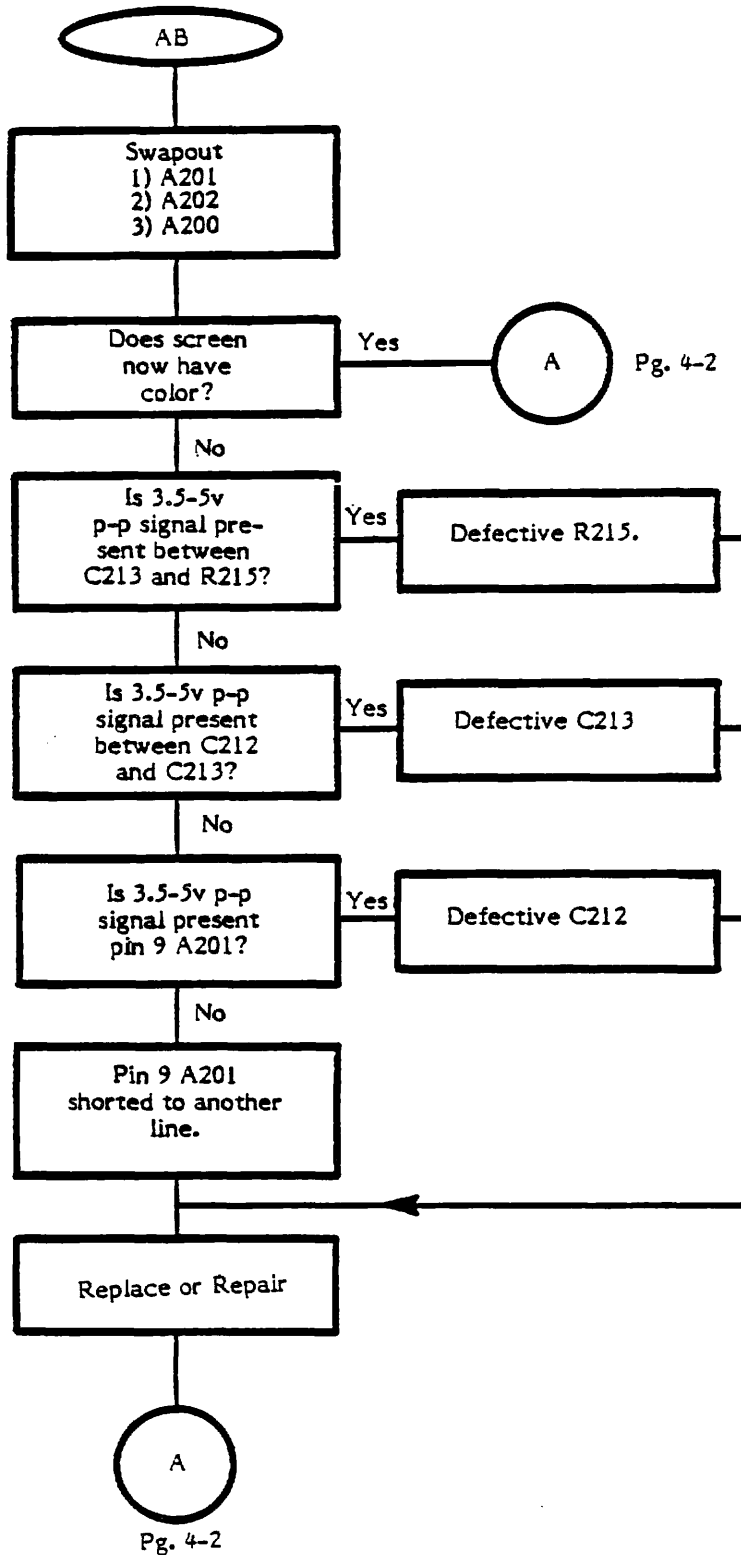 AB
Swapout
1) A201
2) A202
3) A200
Does screen
now have
color?
Yes
A
Pg. 4-2
No
Is 3.5-5v
p-p signal pre-
sent between
C213 and R215?
Yes
Defective R215.
No
Is 3.5-5v p-p
signal present
between C212
and C213?
Yes
Defective C213
No
Is 3.5-5v p-p
signal present
pin 9 A201?
Yes
Defective C212
No
Pin 9 A201
shorted to another
line.
Replace or Repair
A
Pg. 4-2